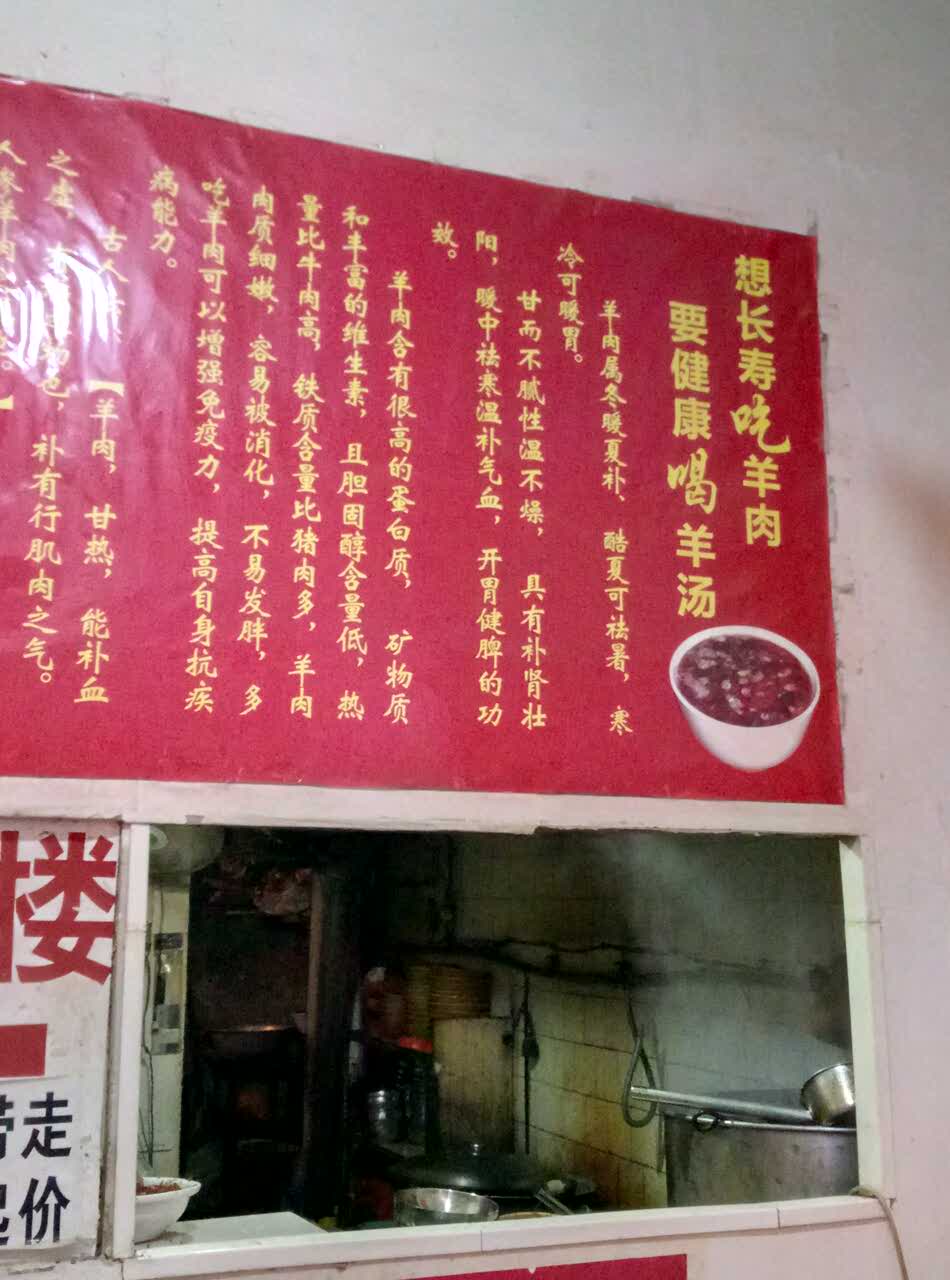 想长寿吃羊肉
要健康喝羊汤
羊肉属冬暖夏补、酷夏可祛暑，寒
冷可暖胃。
甘而不腻性温不燥，具有补肾壮
阳，暖中祛寒温补气血，开胃健脾的功
效。
羊肉含有很高的蛋白质，矿物质
和丰富的维生素，且胆固醇含量低，热
量比牛肉高，铁质含量比猪肉多，羊肉
肉质细嫩，容易被消化，不易发胖，多
吃羊肉可以增强免疫力，提高自身抗疾
病能力。
古人【羊肉，甘热，能补血
之虚，补有行肌肉之气。
人参羊肉
楼
带走
起价